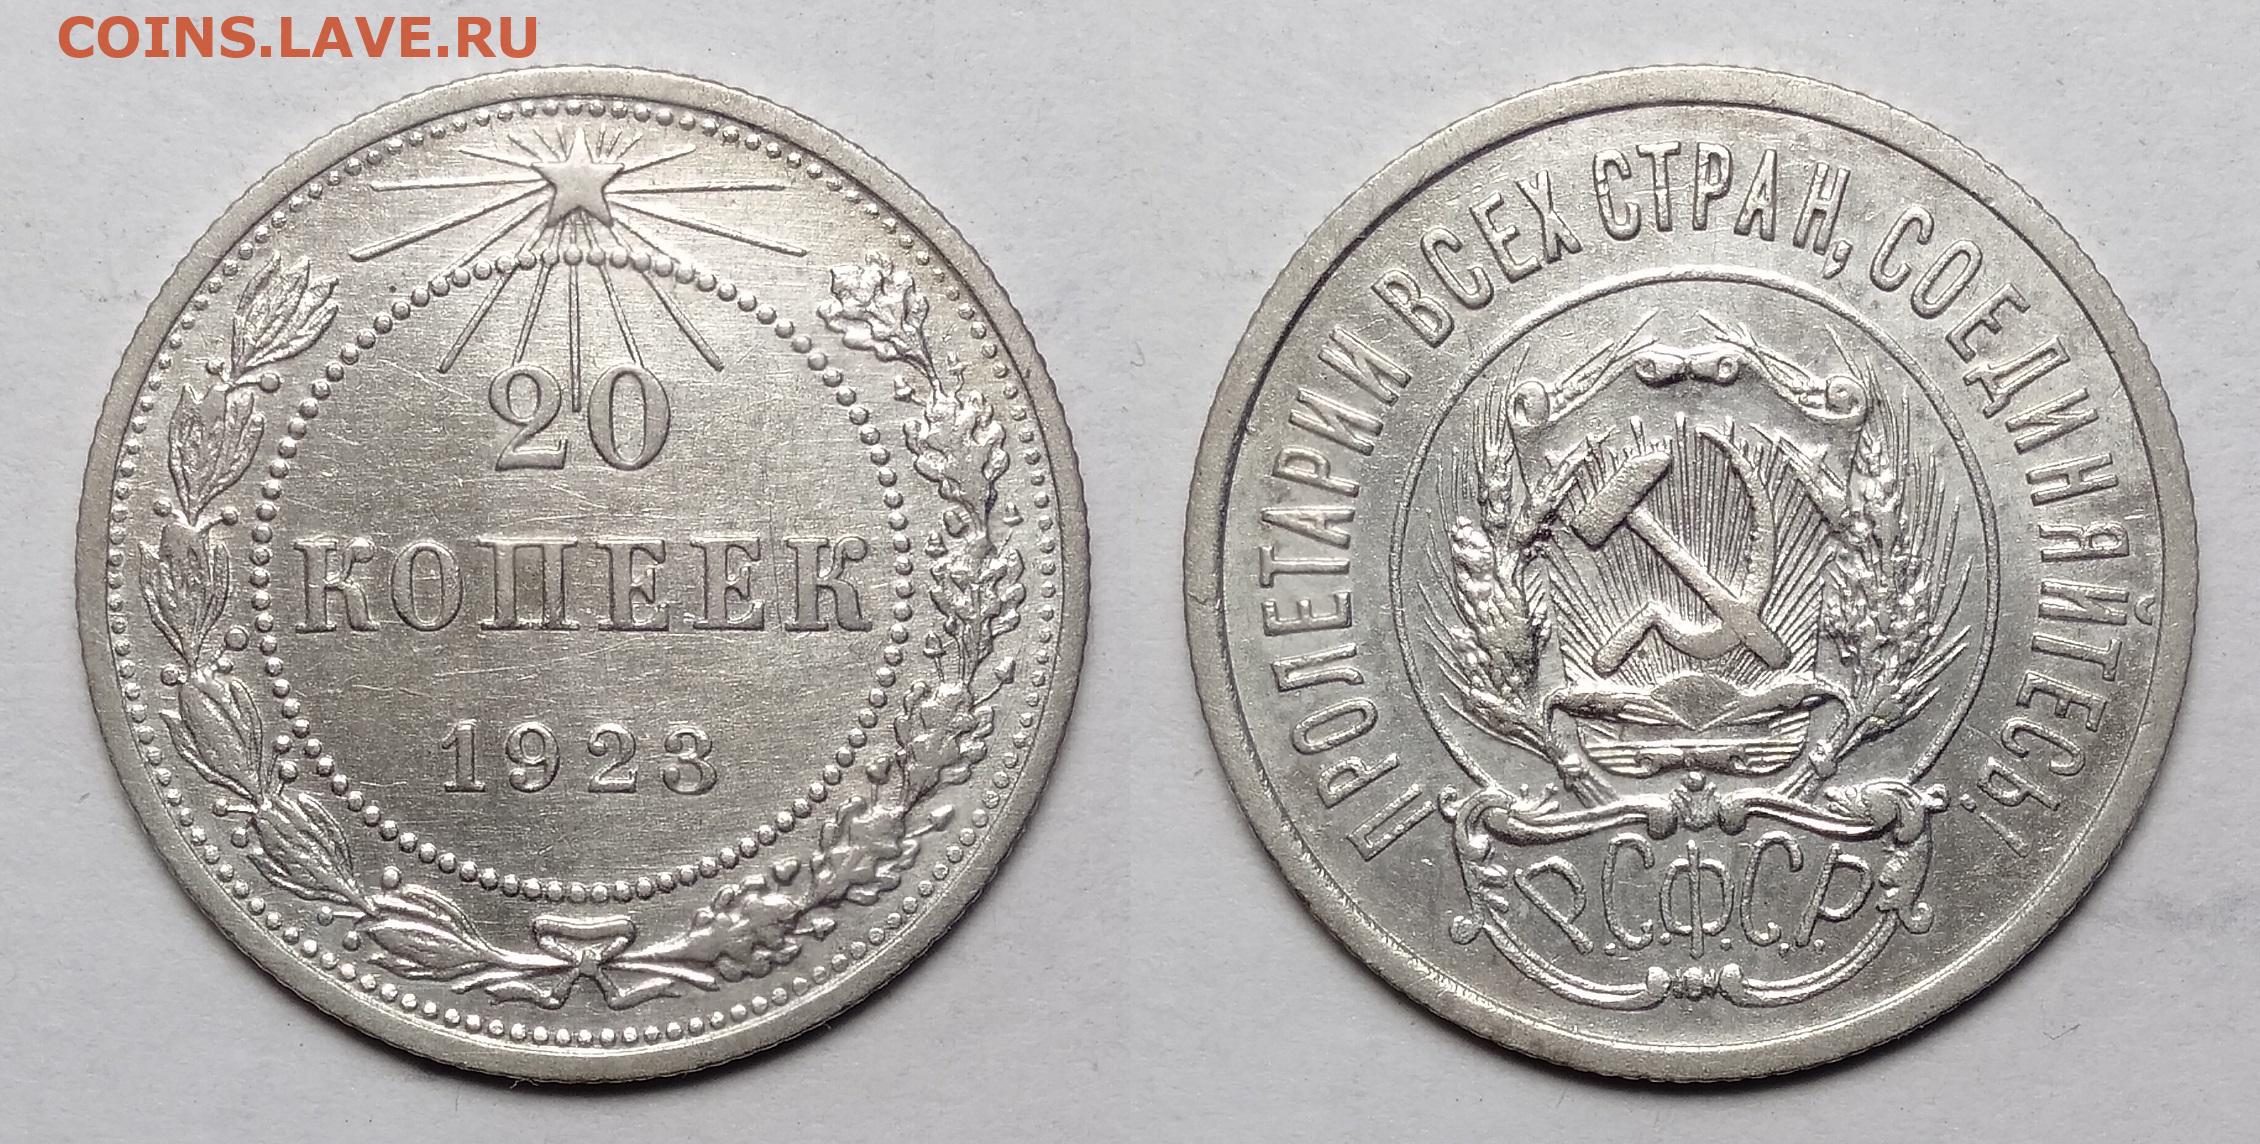 COINS.LAVE.RU
20
КОПЕЕК
1923
ПРОЛЕТАРИИ ВСЕХ СТРАН, СОЕДИНЯЙТЕСЬ!
Р.С.Ф.С.Р.